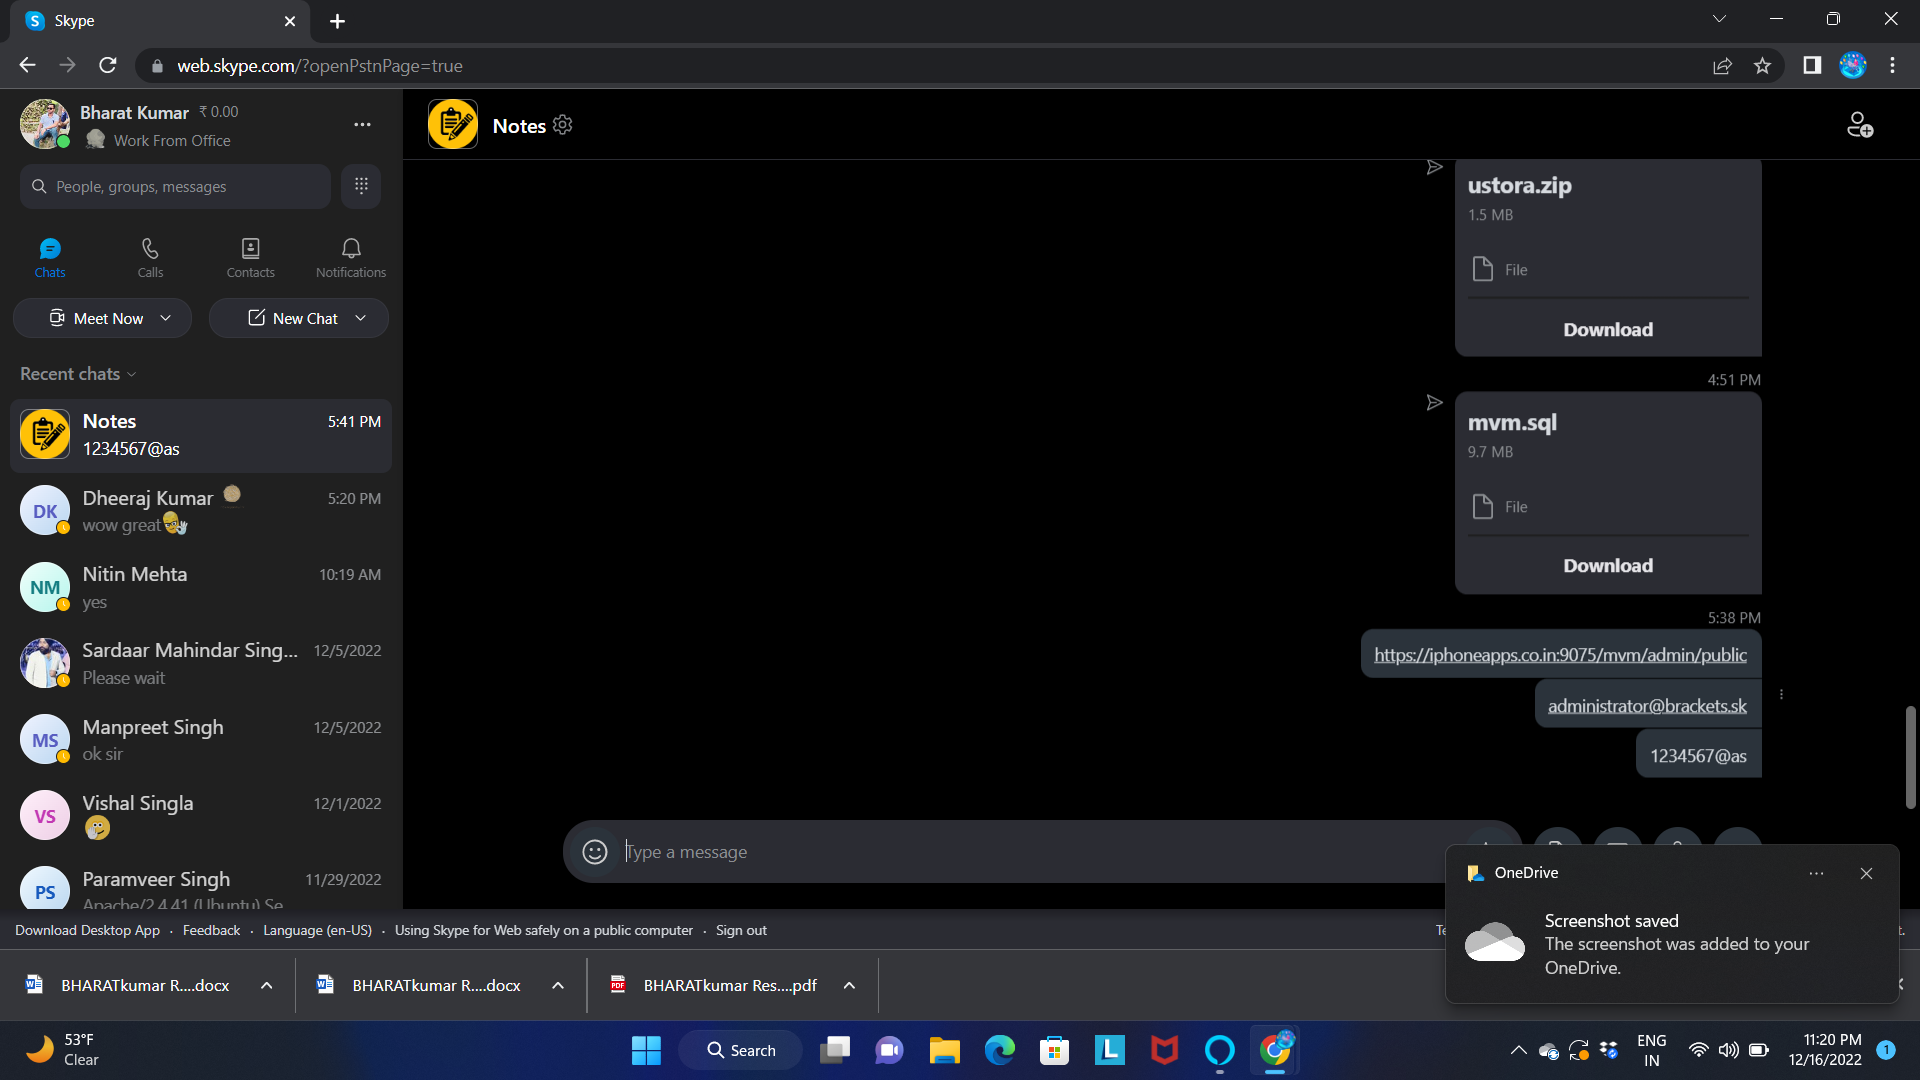 Skype
web.skype.com/?openPstnPage=true
Bharat Kumar ₹ 0.00
Work From Office
People, groups, messages
Chats
Calls
Contacts
Notifications
Meet Now
New Chat
Recent chats
Notes 5:41 PM
1234567@as
Dheeraj Kumar 5:20 PM
wow great
DK
Nitin Mehta 10:19 AM
yes
NM
Sardaar Mahindar Sing... 12/5/2022
Please wait
Manpreet Singh 12/5/2022
ok sir
MS
Vishal Singla 12/1/2022
VS
Paramveer Singh 11/29/2022
Apache/2.4.41 (Ubuntu) Se
PS
Notes
ustora.zip
1.5 MB
File
Download
4:51 PM
mvm.sql
9.7 MB
File
Download
5:38 PM
https://iphoneapps.co.in:9075/mvm/admin/public
administrator@brackets.sk
1234567@as
Type a message
Download Desktop App · Feedback · Language (en-US) · Using Skype for Web safely on a public computer · Sign out
OneDrive
Screenshot saved
The screenshot was added to your
OneDrive.
BHARATkumar R....docx
BHARATkumar R....docx
BHARATkumar Res....pdf
53°F
Clear
Search
ENG
IN
11:20 PM
12/16/2022
1